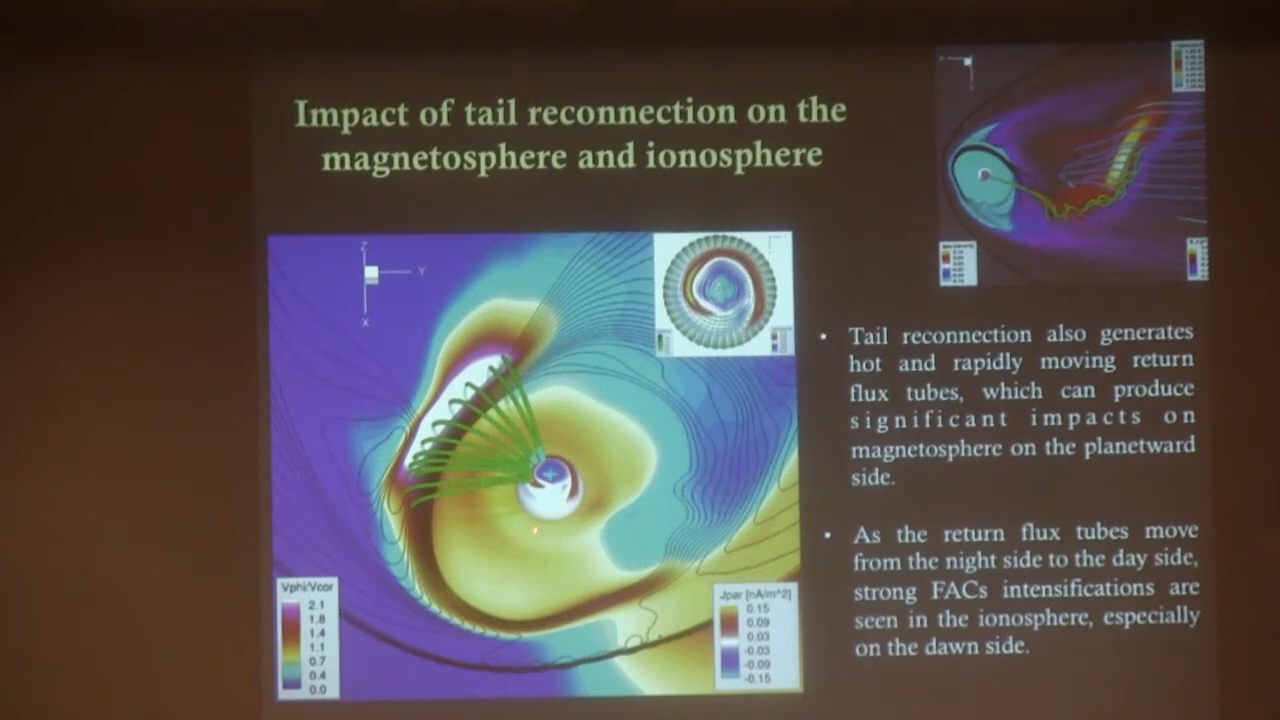 Impact of tail reconnection on the
magnetosphere and ionosphere
Z
Y
X
Vphi/Vcor
2.1
1.8
1.4
1.1
0.7
0.4
0.0
Jpar [nA/m^2]
0.15
0.09
0.03
-0.03
-0.09
-0.15
• Tail reconnection also generates
hot and rapidly moving return
flux tubes, which can produce
significant impacts on
magnetosphere on the planetward
side.
• As the return flux tubes move
from the night side to the day side,
strong FACs intensifications are
seen in the ionosphere, especially
on the dawn side.